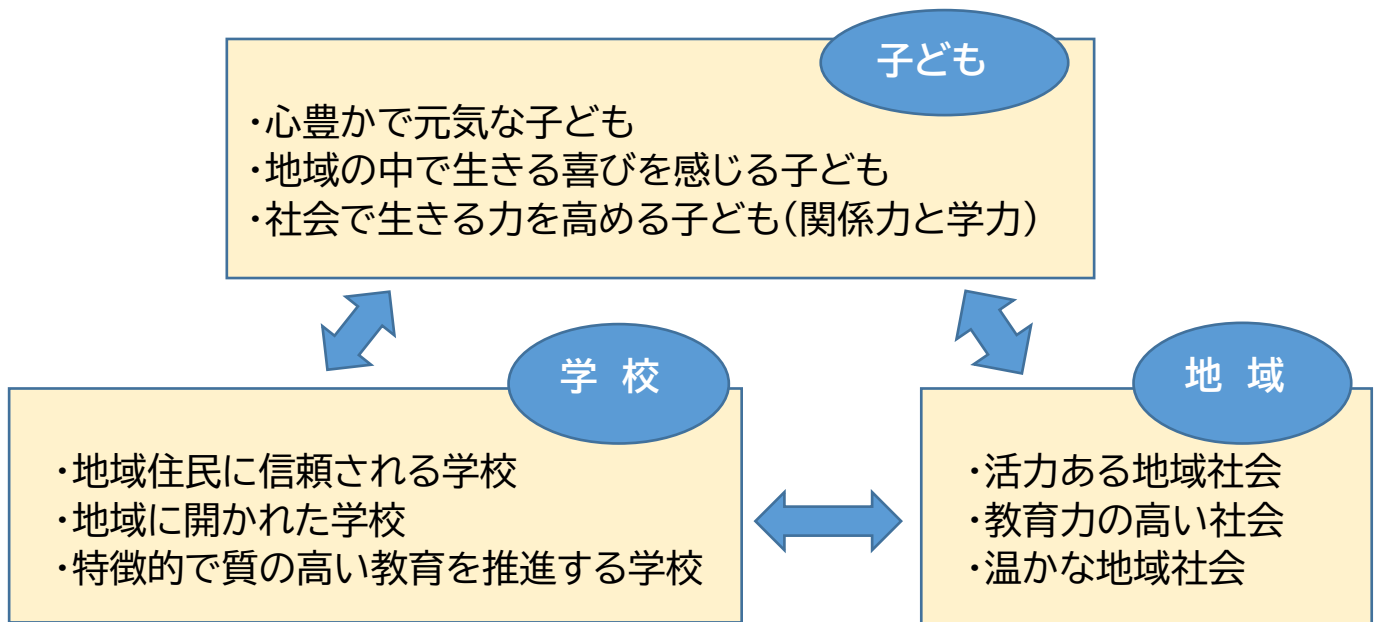 子ども
・心豊かで元気な子ども
・地域の中で生きる喜びを感じる子ども
・社会で生きる力を高める子ども(関係力と学力)
学 校
・地域住民に信頼される学校
・地域に開かれた学校
・特徴的で質の高い教育を推進する学校
地 域
・活力ある地域社会
・教育力の高い社会
・温かな地域社会